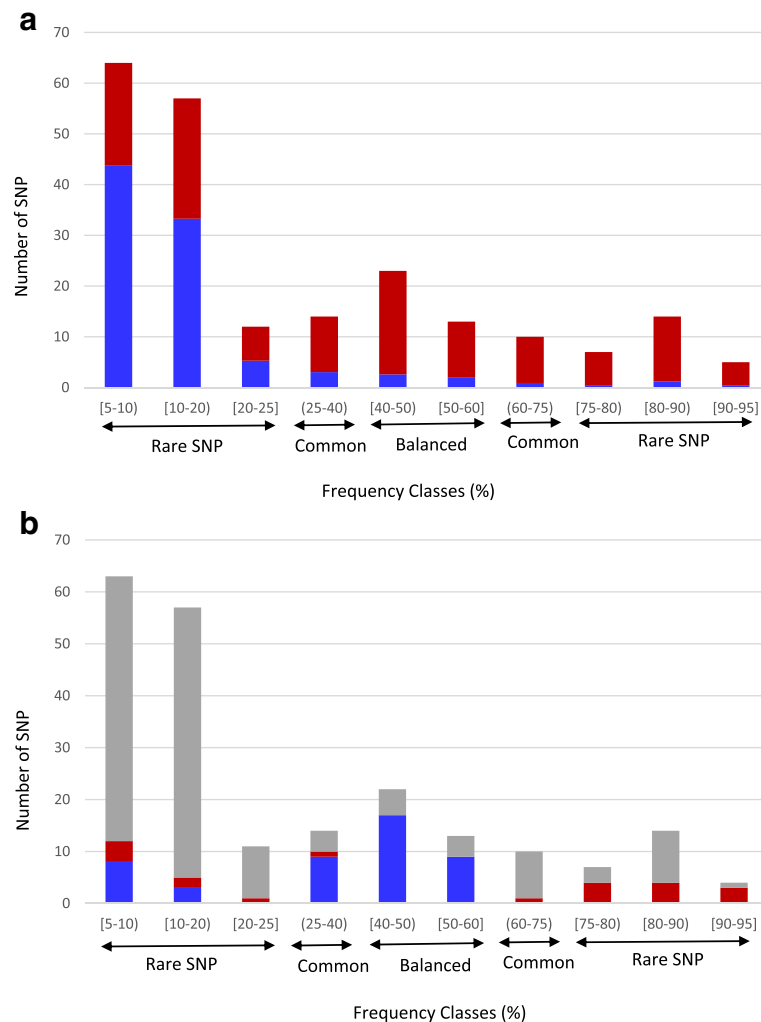 a
70
60
50
40
30
20
10
0
Number of SNP
[5-10) [10-20) [20-25] (25-40) [40-50) [50-60] (60-75) [75-80) [80-90) [90-95]
Rare SNP Common Balanced Common Rare SNP
Frequency Classes (%)
b
70
60
50
40
30
20
10
0
Number of SNP
[5-10) [10-20) [20-25] (25-40) [40-50) [50-60] (60-75) [75-80) [80-90) [90-95]
Rare SNP Common Balanced Common Rare SNP
Frequency Classes (%)